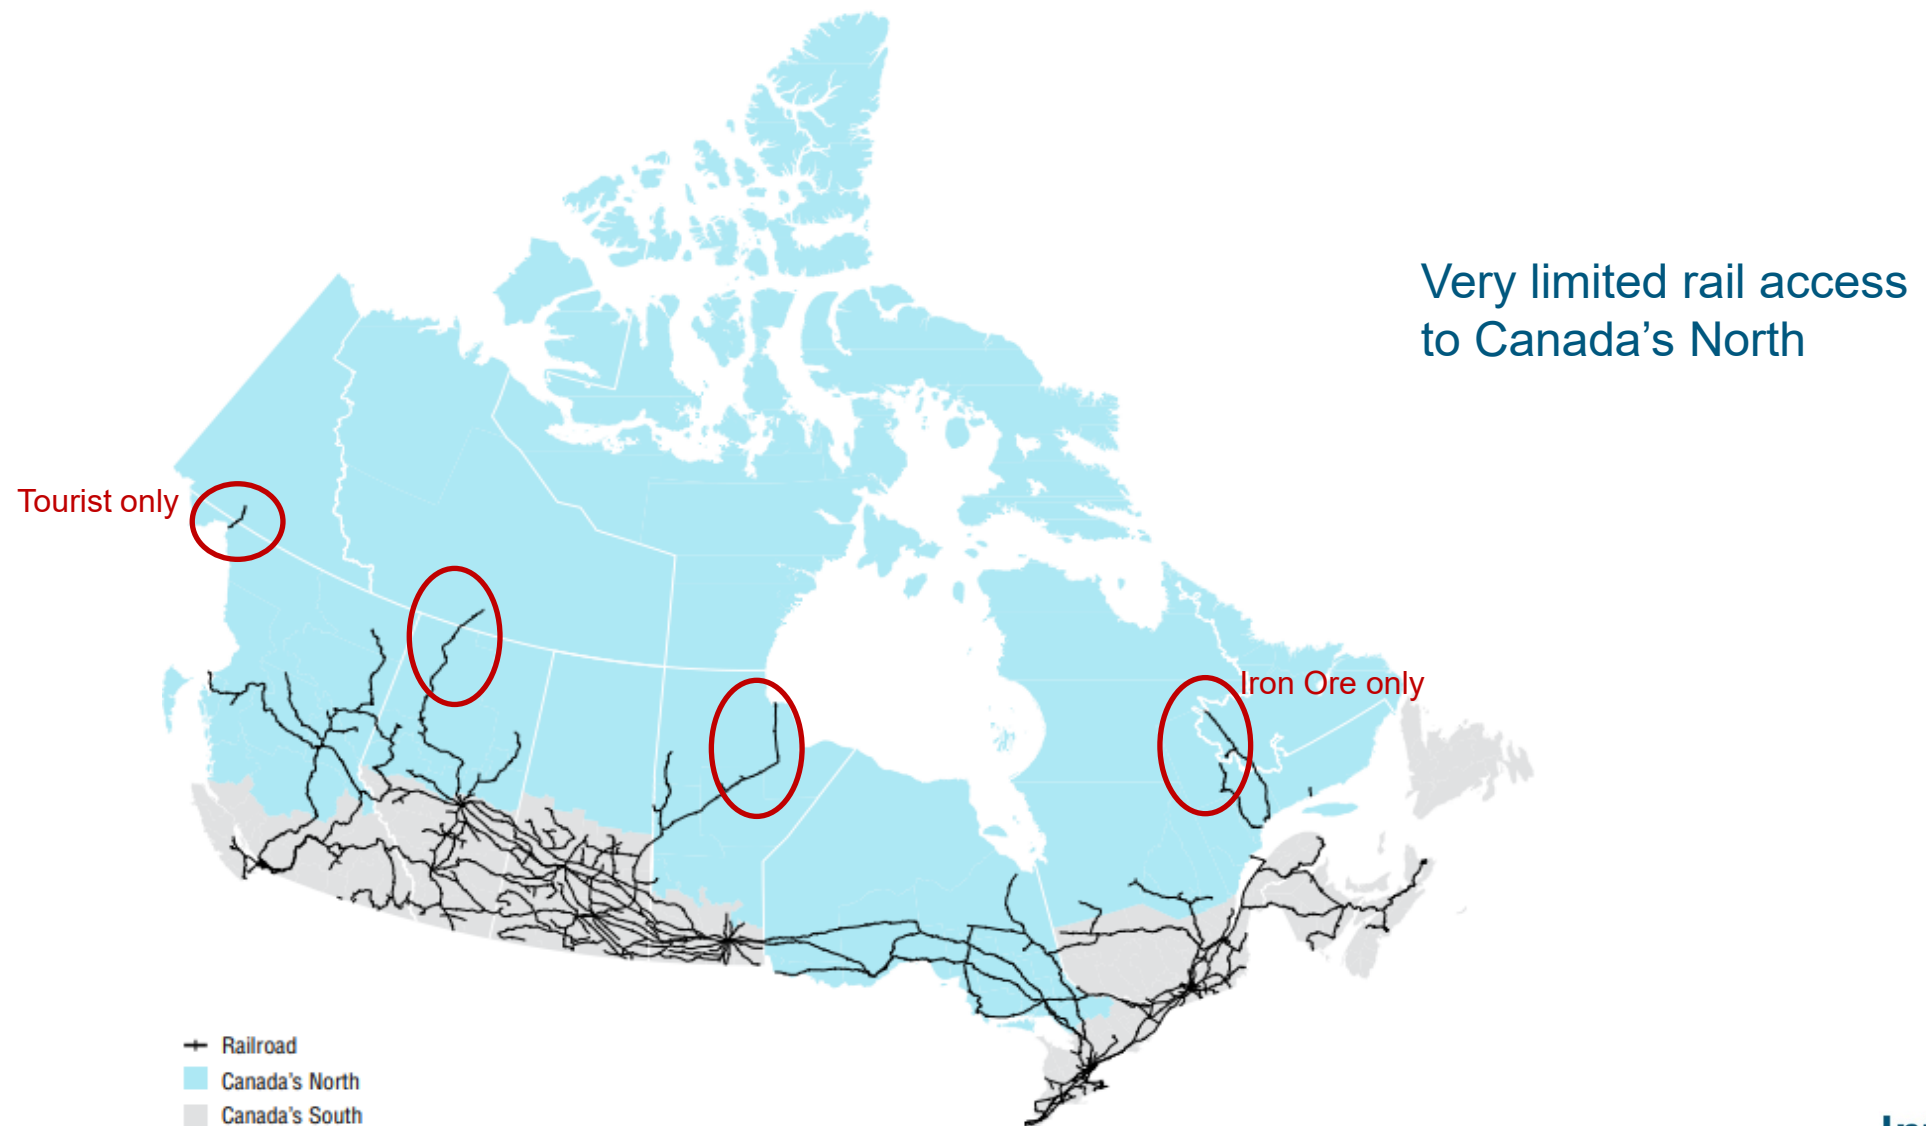 Very limited rail access
to Canada's North
Tourist only
Iron Ore only
Railroad
Canada's North
Canada's South